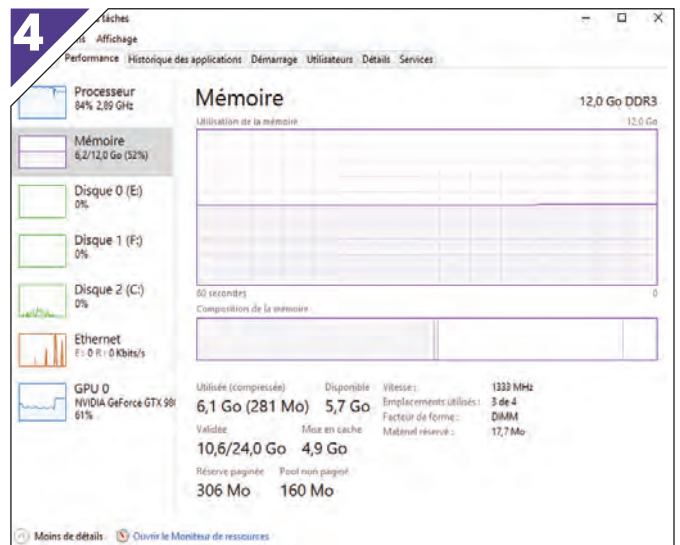 4
tâches
ns Affichage
Performance Historique des applications Démarrage Utilisateurs Détails Services
Processeur
84% 2,89 GHz
Mémoire
6,2/12,0 Go (52%)
Disque 0 (E:)
0%
Disque 1 (F:)
0%
Disque 2 (C:)
0%
Ethernet
E : 0 R : 0 Kbits/s
GPU 0
NVIDIA GeForce GTX 98
61%
Mémoire 12,0 Go DDR3
Utilisation de la mémoire 12,0 Go
60 secondes 0
Composition de la mémoire
Utilisée (compressée) Disponible
6,1 Go (281 Mo) 5,7 Go
Validée Mise en cache
10,6/24,0 Go 4,9 Go
Réserve paginée Pool non paginé
306 Mo 160 Mo
Vitesse : 1333 MHz
Emplacements utilisés : 3 de 4
Facteur de forme : DIMM
Matériel réservé : 17,7 Mo
Moins de détails Ouvrir le Moniteur de ressources